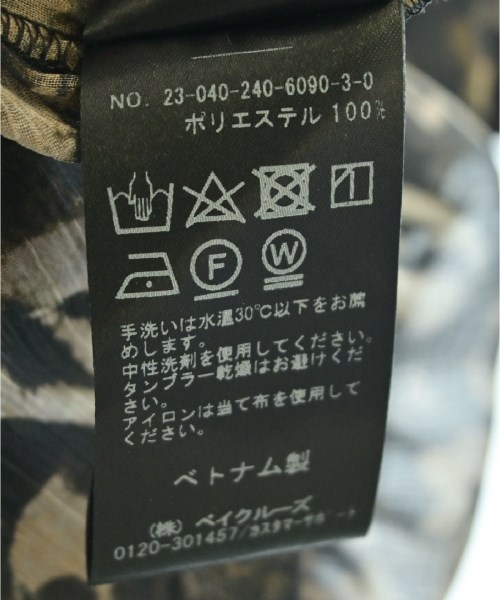 NO. 23-040-240-6090-3-0
ポリエステル 100%
F
W
手洗いは水温30℃以下をお薦
めします。
中性洗剤を使用してください。
タンブラー乾燥はお避けくだ
さい。
アイロンは当て布を使用して
ください。
ベトナム製
(株) ベイクルーズ
0120-301457/カスタマーサポート